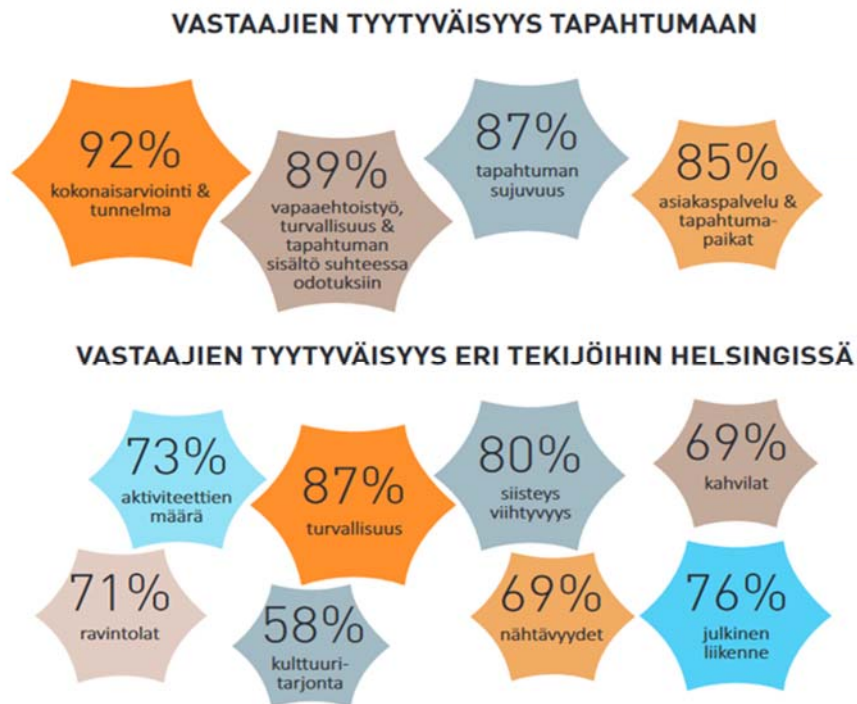 VASTAAJIEN TYYTYVÄISYYS TAPAHTUMAAN
92%
kokonaisarviointi &
tunnelma
89%
vapaaehtoistyö,
turvallisuus &
tapahtuman
sisältö suhteessa
odotuksiin
87%
tapahtuman
sujuvuus
85%
asiakaspalvelu &
tapahtuma-
paikat
VASTAAJIEN TYYTYVÄISYYS ERI TEKIJÖIHIN HELSINGISSÄ
73%
aktiviteettien
määrä
87%
turvallisuus
80%
siisteys
viihtyvyys
69%
kahvilat
71%
ravintolat
58%
kulttuuri-
tarjonta
69%
nähtävyydet
76%
julkinen
liikenne